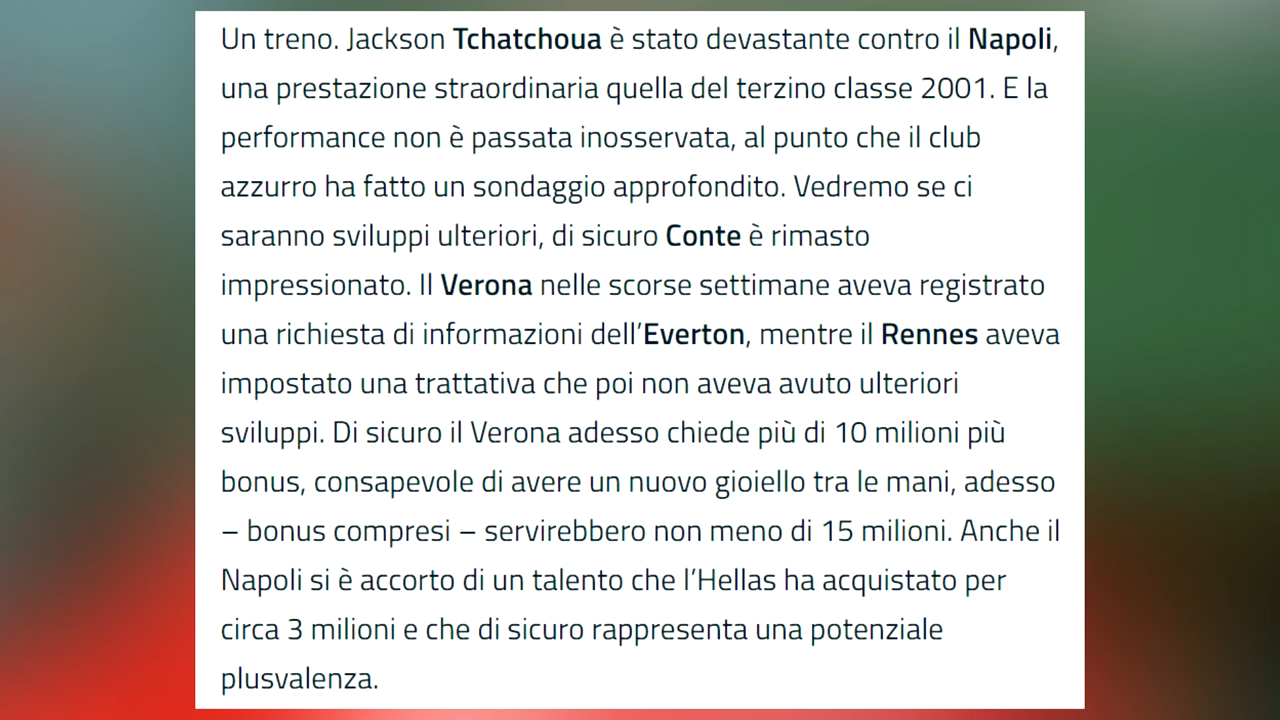 Un treno. Jackson Tchatchoua è stato devastante contro il Napoli,
una prestazione straordinaria quella del terzino classe 2001. E la
performance non è passata inosservata, al punto che il club
azzurro ha fatto un sondaggio approfondito. Vedremo se ci
saranno sviluppi ulteriori, di sicuro Conte è rimasto
impressionato. Il Verona nelle scorse settimane aveva registrato
una richiesta di informazioni dell’Everton, mentre il Rennes aveva
impostato una trattativa che poi non aveva avuto ulteriori
sviluppi. Di sicuro il Verona adesso chiede più di 10 milioni più
bonus, consapevole di avere un nuovo gioiello tra le mani, adesso
– bonus compresi – servirebbero non meno di 15 milioni. Anche il
Napoli si è accorto di un talento che l’Hellas ha acquistato per
circa 3 milioni e che di sicuro rappresenta una potenziale
plusvalenza.